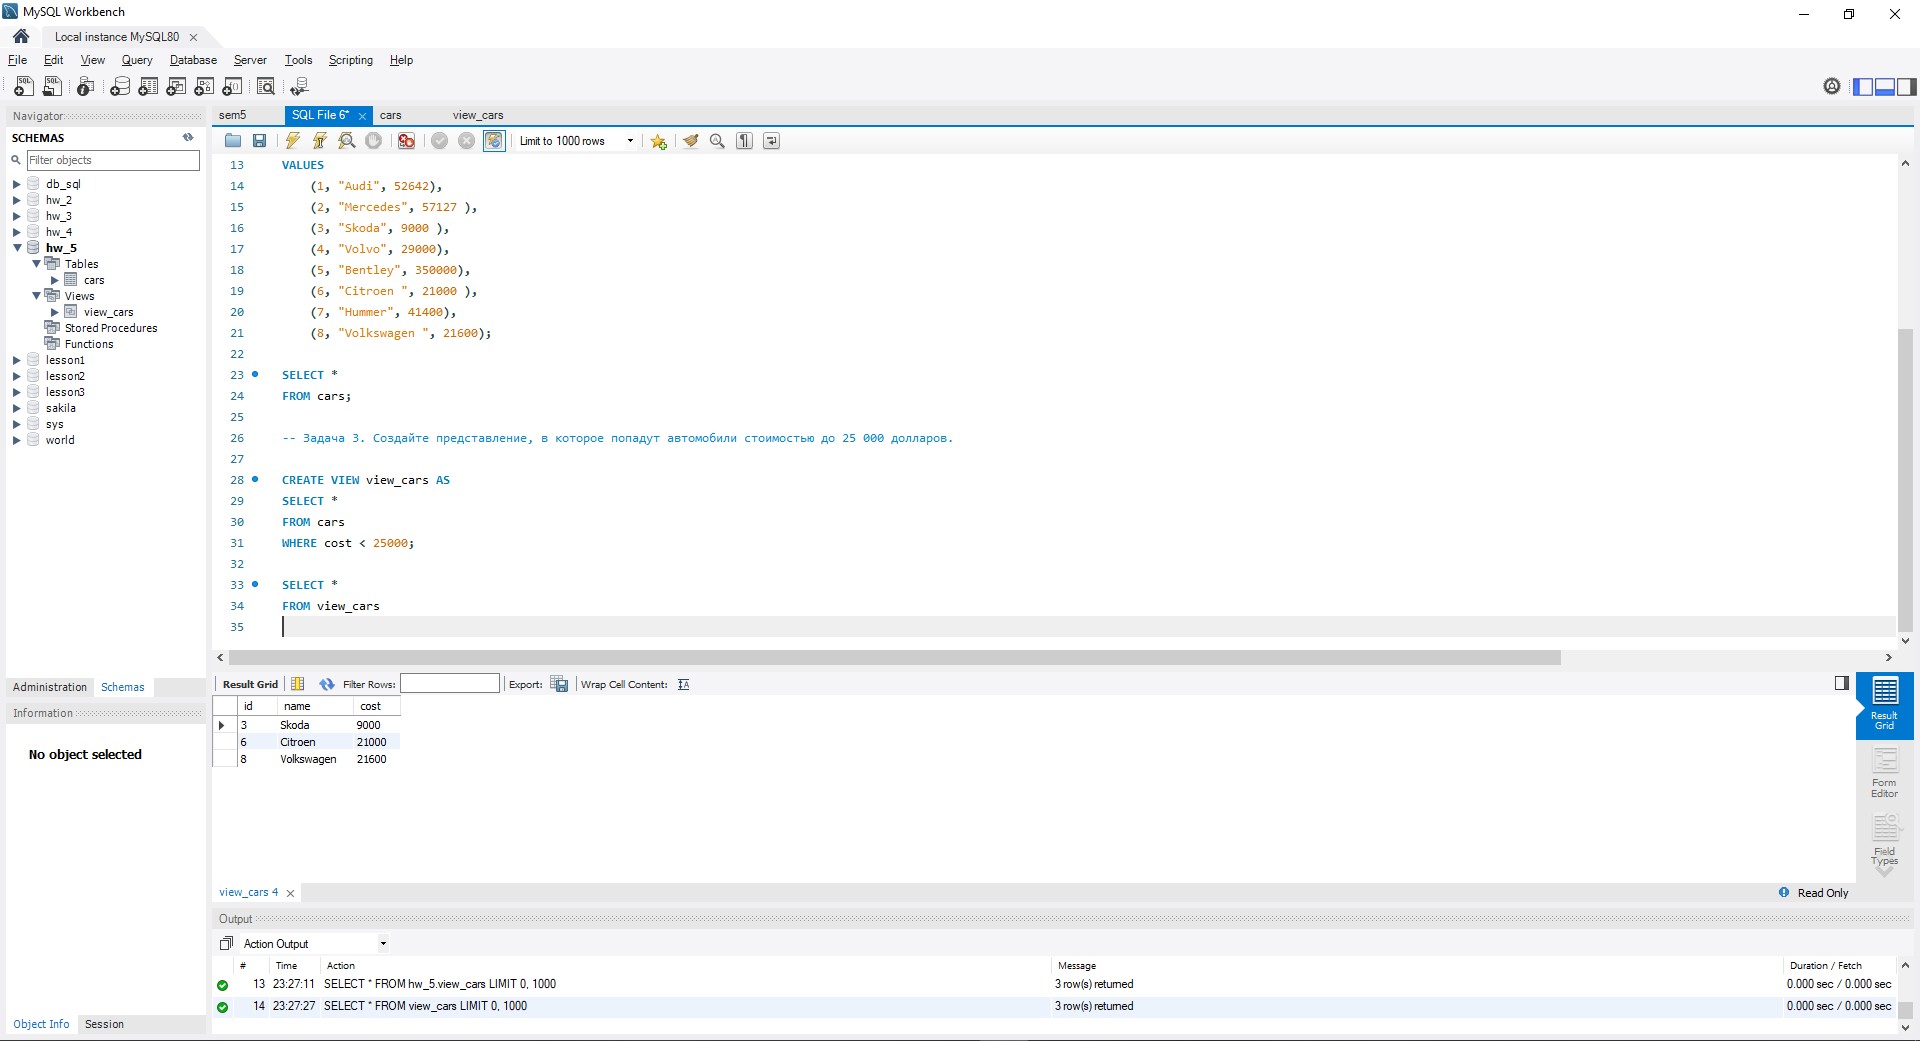 MySQL Workbench
Local instance MySQL80
File Edit View Query Database Server Tools Scripting Help
Navigator
SCHEMAS
Filter objects
db_sql
hw_2
hw_3
hw_4
hw_5
Tables
cars
Views
view_cars
Stored Procedures
Functions
lesson1
lesson2
lesson3
sakila
sys
world
Administration Schemas
Information
No object selected
Object Info Session
sem5 SQL File 6* cars view_cars
Limit to 1000 rows
13 VALUES
14 (1, "Audi", 52642),
15 (2, "Mercedes", 57127 ),
16 (3, "Skoda", 9000 ),
17 (4, "Volvo", 29000),
18 (5, "Bentley", 350000),
19 (6, "Citroen ", 21000 ),
20 (7, "Hummer", 41400),
21 (8, "Volkswagen ", 21600);
22
23 SELECT *
24 FROM cars;
25
26 -- Задача 3. Создайте представление, в которое попадут автомобили стоимостью до 25 000 долларов.
27
28 CREATE VIEW view_cars AS
29 SELECT *
30 FROM cars
31 WHERE cost < 25000;
32
33 SELECT *
34 FROM view_cars
35
Result Grid Filter Rows: Export: Wrap Cell Content:
id name cost
3 Skoda 9000
6 Citroen 21000
8 Volkswagen 21600
Result Grid
Form Editor
Field Types
view_cars 4
Read Only
Output
Action Output
# Time Action Message Duration / Fetch
13 23:27:11 SELECT * FROM hw_5.view_cars LIMIT 0, 1000 3 row(s) returned 0.000 sec / 0.000 sec
14 23:27:27 SELECT * FROM view_cars LIMIT 0, 1000 3 row(s) returned 0.000 sec / 0.000 sec